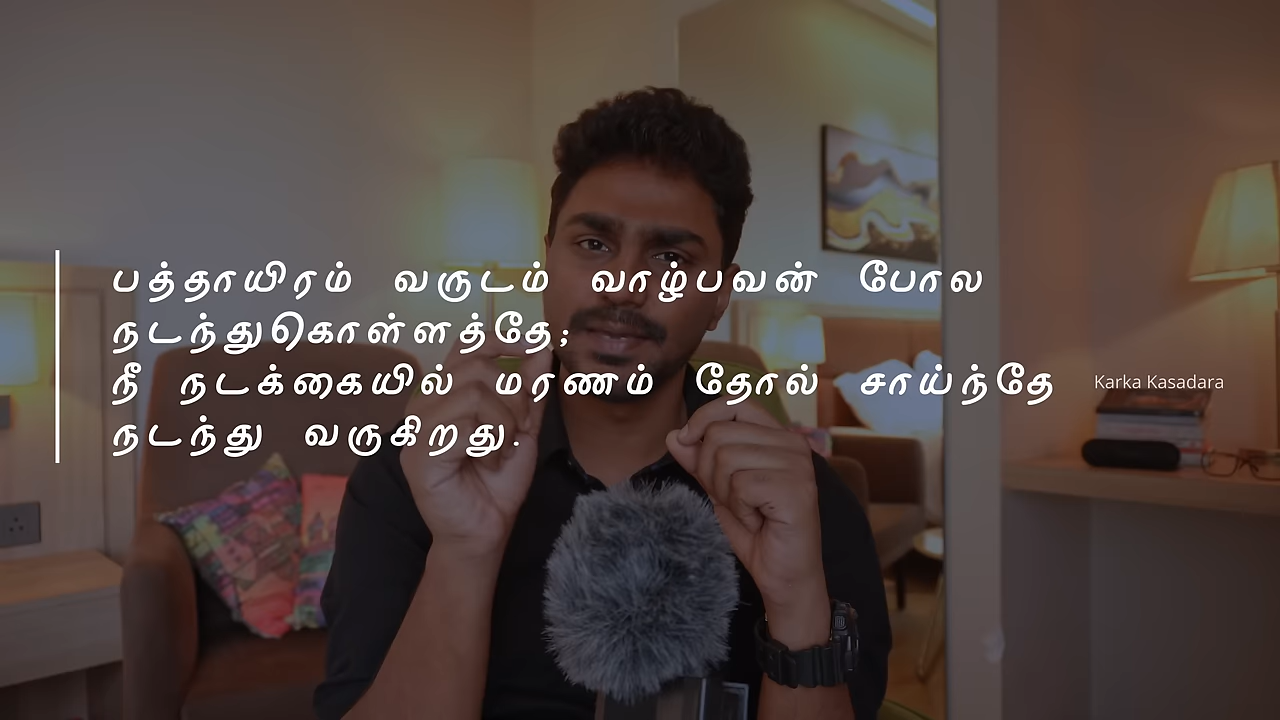 பத்தாயிரம் வருடம் வாழ்பவன் போல
நடந்துகொள்ளத்தே;
நீ நடக்கையில் மரணம் தோல் சாய்ந்தே
நடந்து வருகிறது.
Karka Kasadara